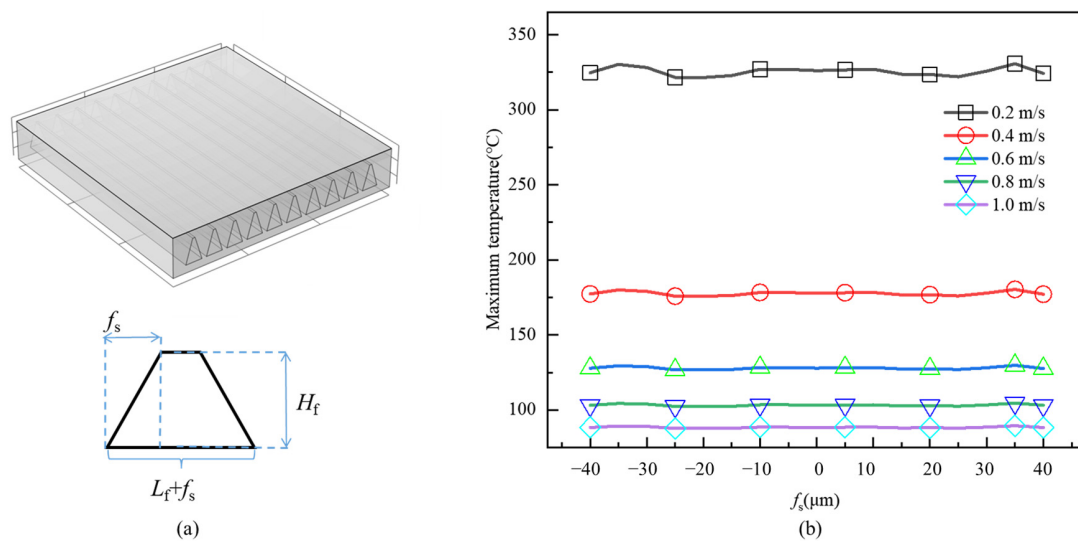 fs
Hf
Lf+fs
(a)
350
300
250
200
150
100
Maximum temperature(°C)
0.2 m/s
0.4 m/s
0.6 m/s
0.8 m/s
1.0 m/s
−40 −30 −20 −10 0 10 20 30 40
fs(μm)
(b)